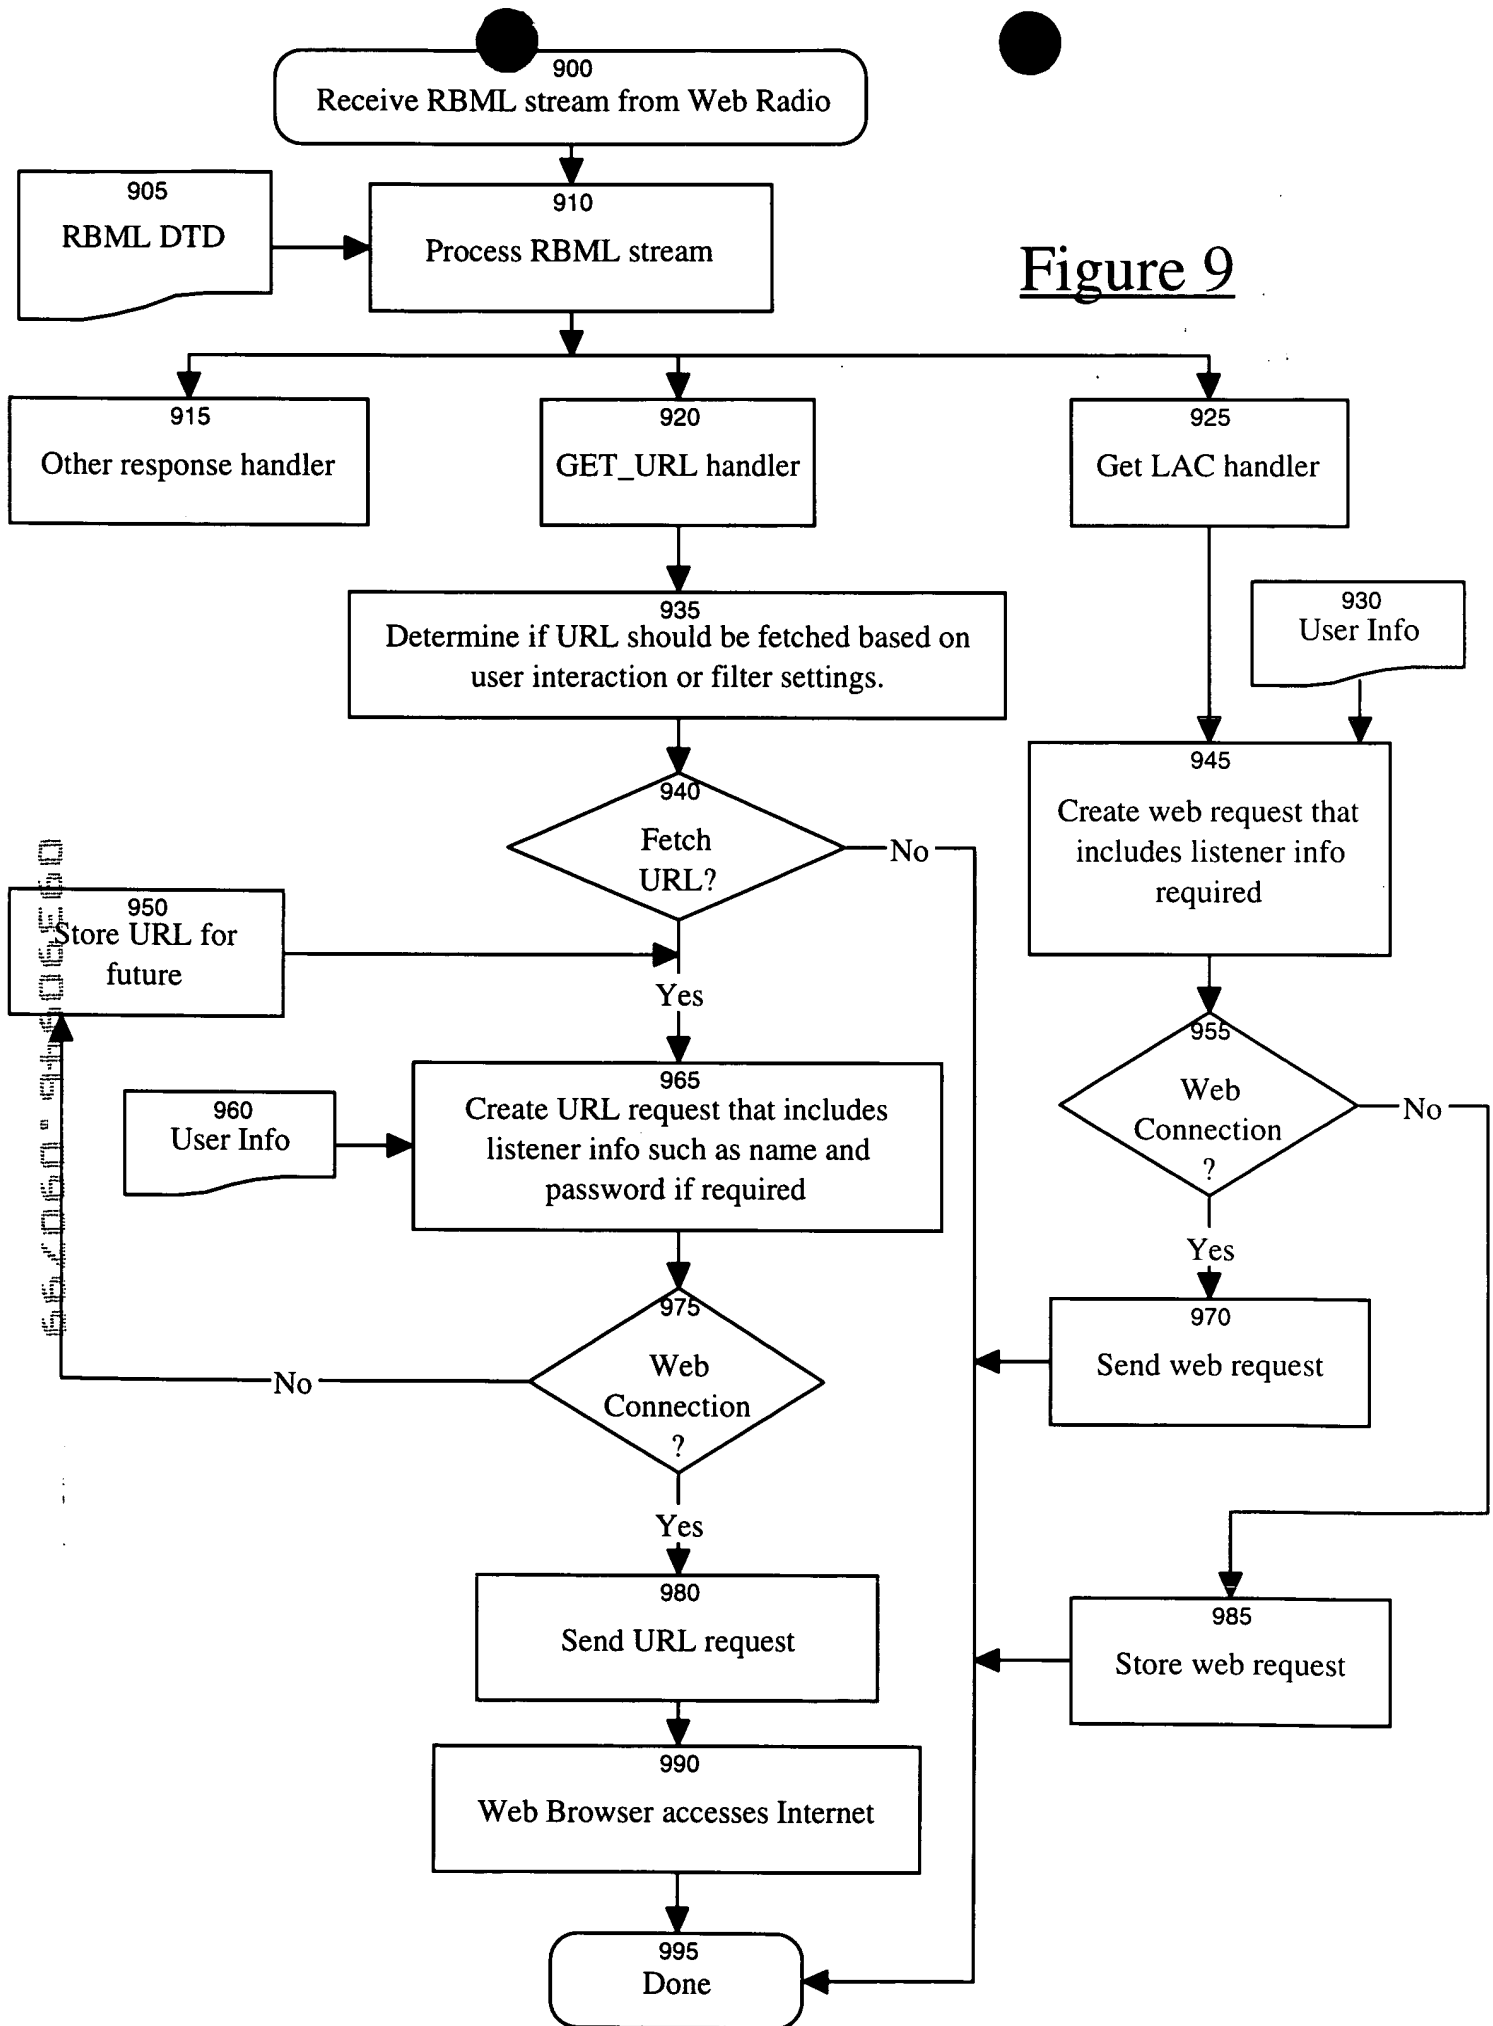 900
Receive RBML stream from Web Radio
905
RBML DTD
910
Process RBML stream
Figure 9
915
Other response handler
920
GET_URL handler
925
Get LAC handler
930
User Info
935
Determine if URL should be fetched based on
user interaction or filter settings.
940
Fetch
URL?
No
945
Create web request that
includes listener info
required
950
Store URL for
future
Yes
955
Web
Connection
?
No
960
User Info
965
Create URL request that includes
listener info such as name and
password if required
Yes
970
Send web request
975
Web
Connection
?
No
Yes
980
Send URL request
985
Store web request
990
Web Browser accesses Internet
995
Done